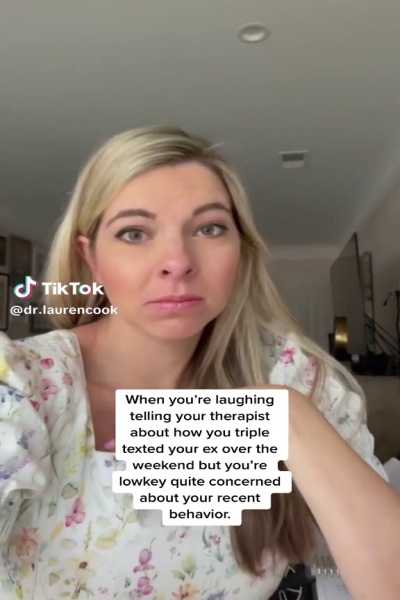 TikTok
@dr.laurencook
When you're laughing
telling your therapist
about how you triple
texted your ex over the
weekend but you're
lowkey quite concerned
about your recent
behavior.